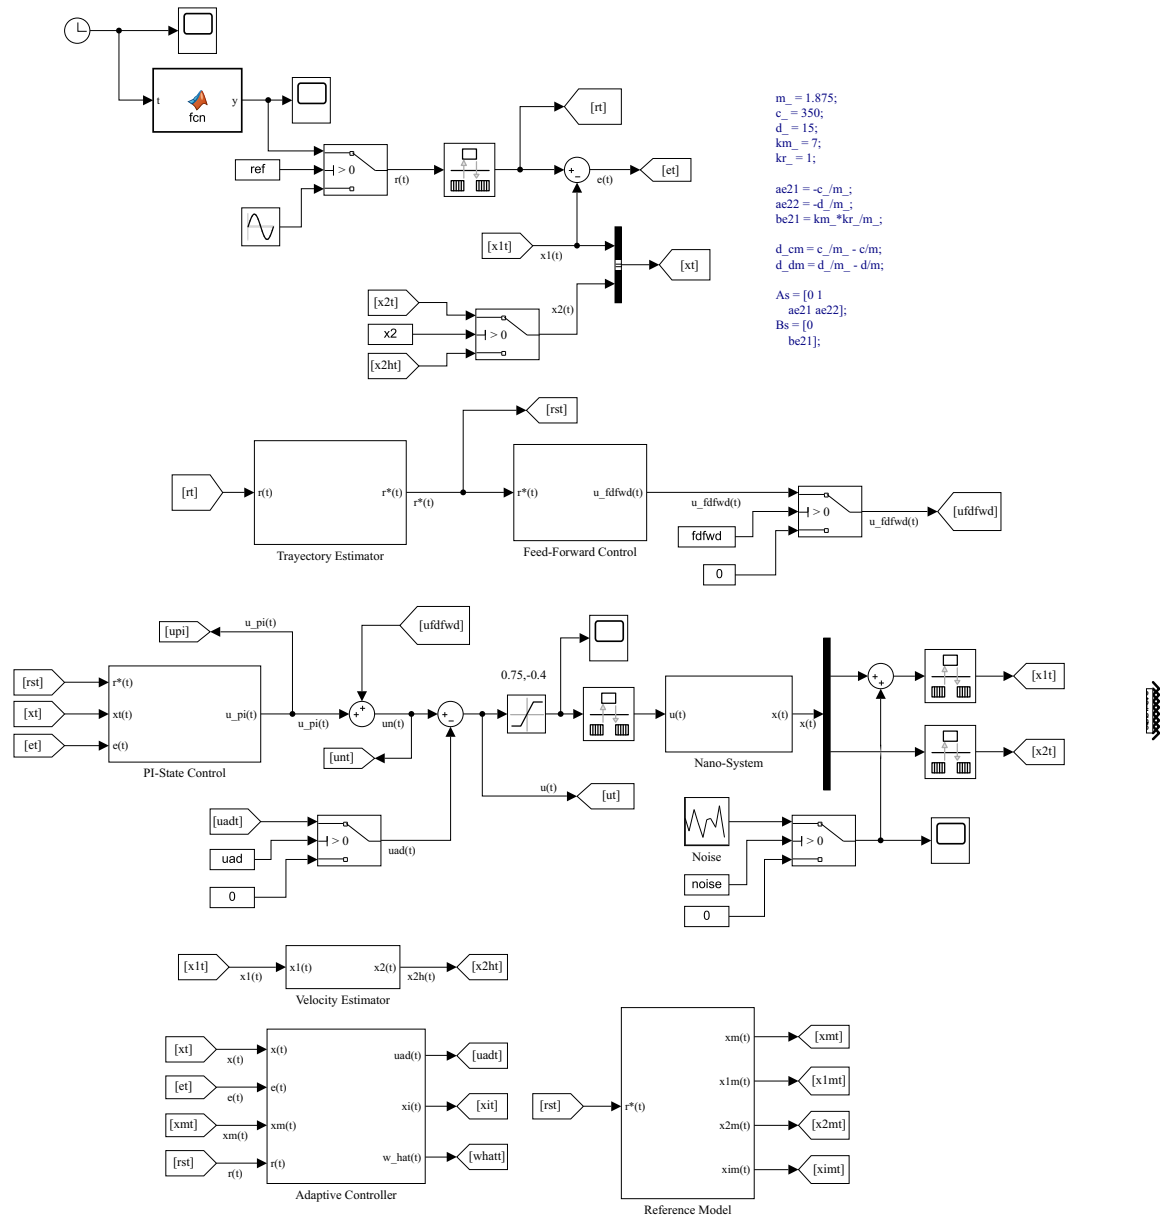 t
y
fcn
ref
> 0
r(t)
[rt]
+
−
e(t)
[et]
[x1t]
x1(t)
[xt]
[x2t]
x2
> 0
[x2ht]
x2(t)
m_ = 1.875;
c_ = 350;
d_ = 15;
km_ = 7;
kr_ = 1;
ae21 = -c_/m_;
ae22 = -d_/m_;
be21 = km_*kr_/m_;
d_cm = c_/m_ - c/m;
d_dm = d_/m_ - d/m;
As = [0 1
ae21 ae22];
Bs = [0
be21];
[rst]
[rt]
r(t)
r*(t)
r*(t)
Trayectory Estimator
r*(t)
u_fdfwd(t)
Feed-Forward Control
u_fdfwd(t)
fdfwd
0
> 0
u_fdfwd(t)
[ufdfwd]
[upi]
u_pi(t)
[ufdfwd]
[rst]
[xt]
[et]
r*(t)
xt(t)
e(t)
u_pi(t)
PI-State Control
u_pi(t)
+
+
un(t)
[unt]
+
−
0.75,-0.4
u(t)
[ut]
[uadt]
uad
0
> 0
uad(t)
u(t)
x(t)
Nano-System
x(t)
+
+
[x1t]
[x2t]
Noise
noise
0
> 0
[x1t]
x1(t)
x1(t)
x2(t)
Velocity Estimator
x2h(t)
[x2ht]
[xt]
x(t)
[et]
e(t)
[xmt]
xm(t)
[rst]
r(t)
x(t)
e(t)
xm(t)
r(t)
uad(t)
xi(t)
w_hat(t)
Adaptive Controller
[uadt]
[xit]
[whatt]
[rst]
r*(t)
xm(t)
x1m(t)
x2m(t)
xim(t)
Reference Model
[xmt]
[x1mt]
[x2mt]
[ximt]